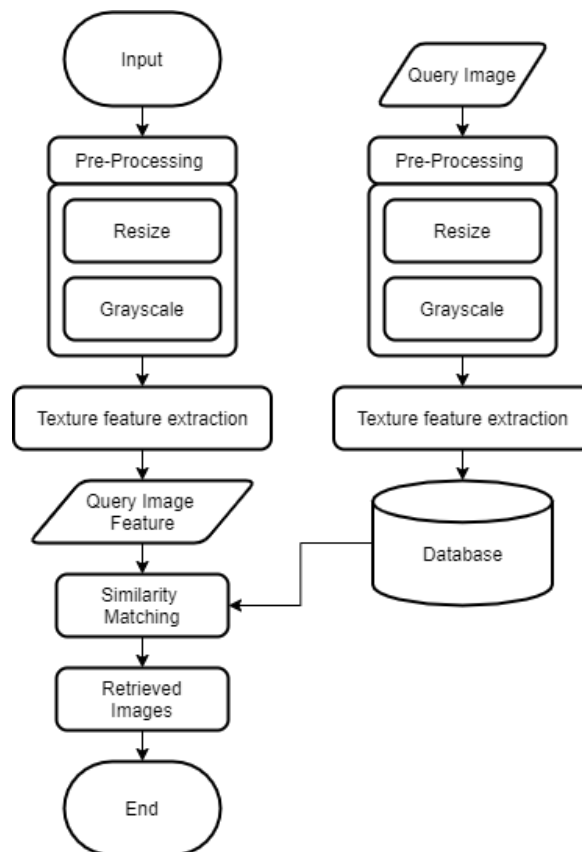 Input
Pre-Processing
Resize
Grayscale
Texture feature extraction
Query Image
Feature
Similarity
Matching
Retrieved
Images
End
Query Image
Pre-Processing
Resize
Grayscale
Texture feature extraction
Database